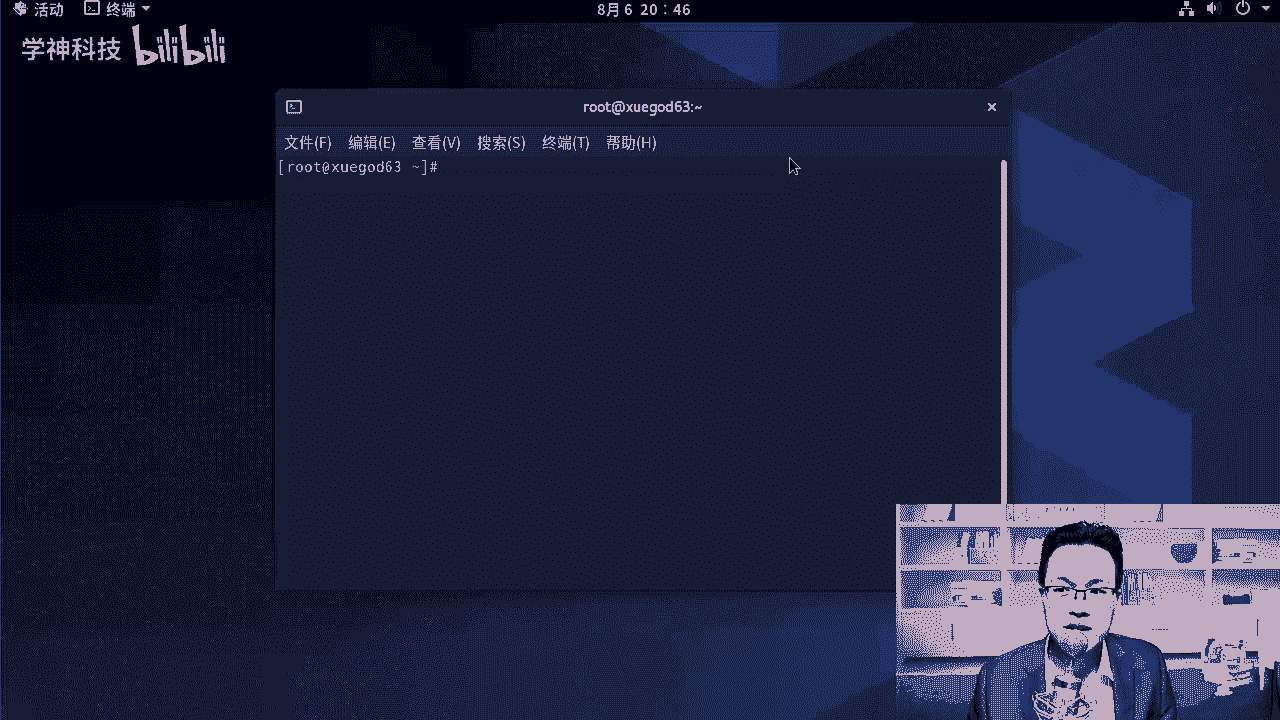 活动 终端 8月 6 20：46
学神科技 bilibili
root@xuegod63:~
文件(F) 编辑(E) 查看(V) 搜索(S) 终端(T) 帮助(H)
[root@xuegod63 ~]#